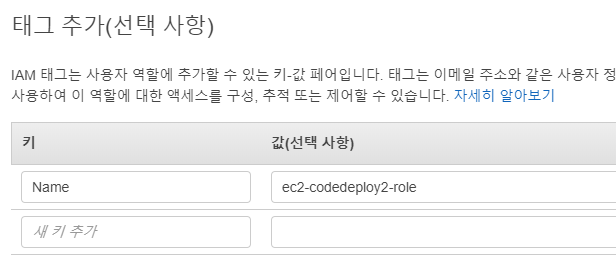 태그 추가(선택 사항)
IAM 태그는 사용자 역할에 추가할 수 있는 키-값 페어입니다. 태그는 이메일 주소와 같은 사용자 정
사용하여 이 역할에 대한 액세스를 구성, 추적 또는 제어할 수 있습니다. 자세히 알아보기
키 값(선택 사항)
Name ec2-codedeploy2-role
새 키 추가